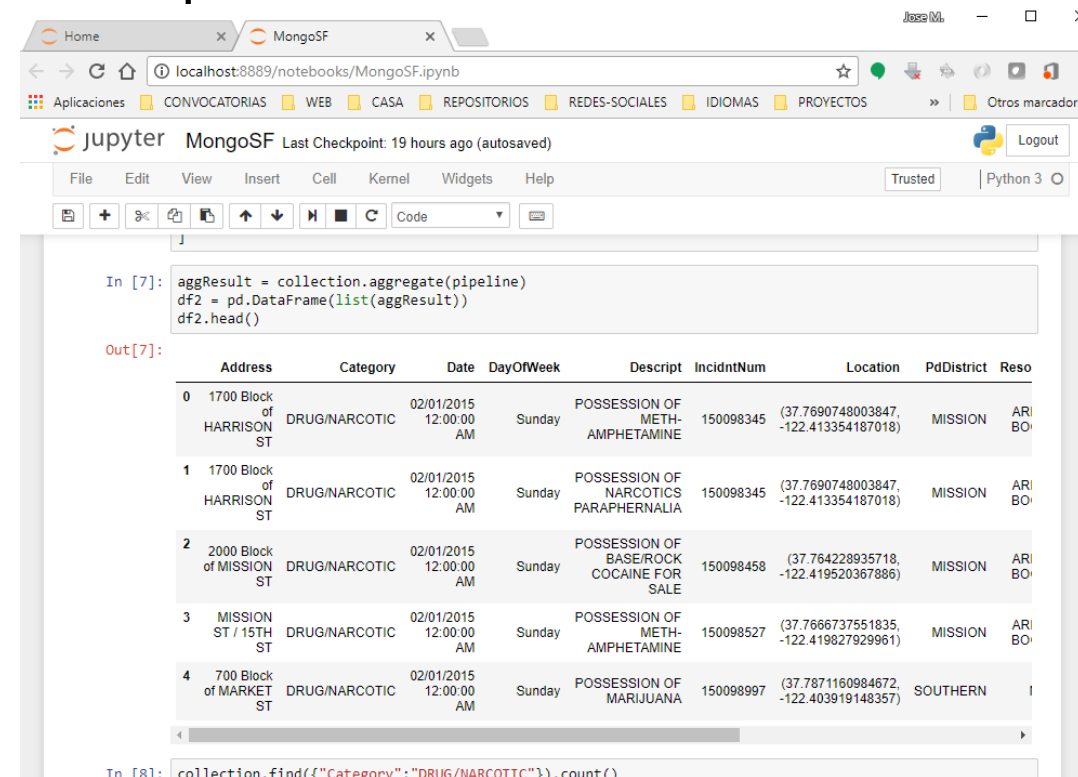 Jose M.
Home
MongoSF
localhost:8889/notebooks/MongoSF.ipynb
Aplicaciones CONVOCATORIAS WEB CASA REPOSITORIOS REDES-SOCIALES IDIOMAS PROYECTOS » Otros marcador
jupyter MongoSF Last Checkpoint: 19 hours ago (autosaved) Logout
File Edit View Insert Cell Kernel Widgets Help Trusted Python 3
Code
]
In [7]: aggResult = collection.aggregate(pipeline)
df2 = pd.DataFrame(list(aggResult))
df2.head()
Out[7]:
Address Category Date DayOfWeek Descript IncidntNum Location PdDistrict Reso
0 1700 Block of HARRISON ST DRUG/NARCOTIC 02/01/2015 12:00:00 AM Sunday POSSESSION OF METH-AMPHETAMINE 150098345 (37.7690748003847, -122.413354187018) MISSION
1 1700 Block of HARRISON ST DRUG/NARCOTIC 02/01/2015 12:00:00 AM Sunday POSSESSION OF NARCOTICS PARAPHERNALIA 150098345 (37.7690748003847, -122.413354187018) MISSION
2 2000 Block of MISSION ST DRUG/NARCOTIC 02/01/2015 12:00:00 AM Sunday POSSESSION OF BASE/ROCK COCAINE FOR SALE 150098458 (37.764228935718, -122.419520367886) MISSION
3 MISSION ST / 15TH ST DRUG/NARCOTIC 02/01/2015 12:00:00 AM Sunday POSSESSION OF METH-AMPHETAMINE 150098527 (37.7666737551835, -122.419827929961) MISSION
4 700 Block of MARKET ST DRUG/NARCOTIC 02/01/2015 12:00:00 AM Sunday POSSESSION OF MARIJUANA 150098997 (37.7871160984672, -122.403919148357) SOUTHERN
In [8]: collection.find({"Category":"DRUG/NARCOTIC"}).count()